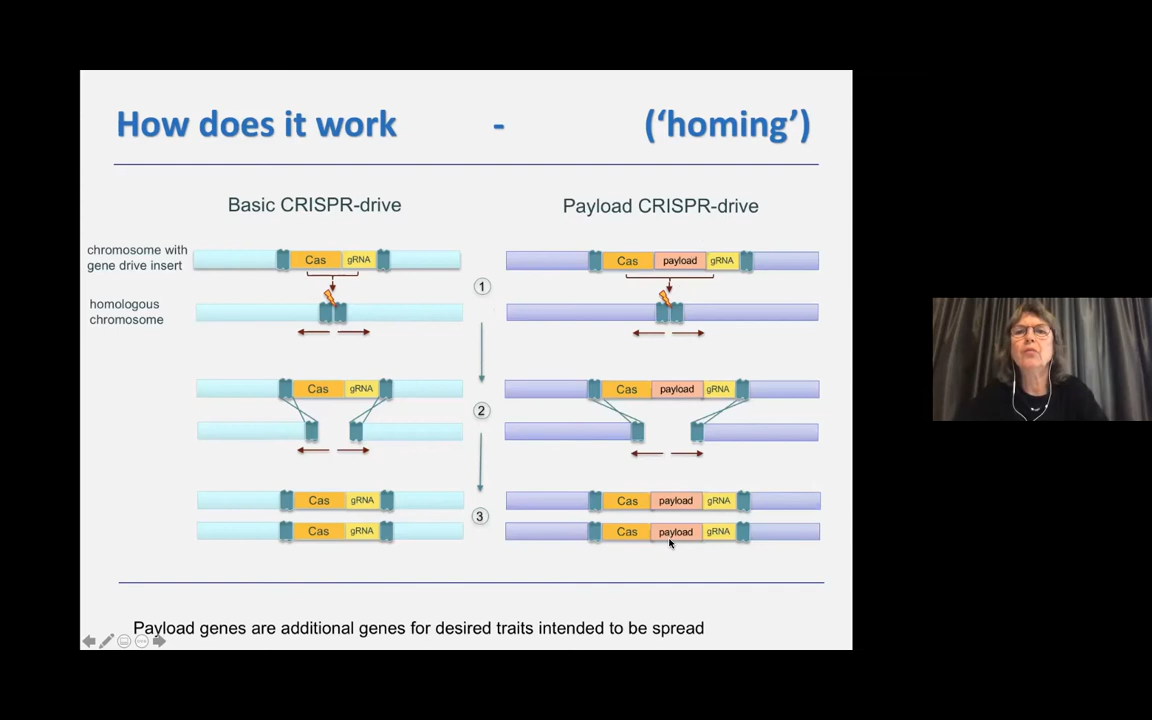 How does it work - ('homing')
Basic CRISPR-drive
Payload CRISPR-drive
chromosome with
gene drive insert
Cas gRNA
Cas payload gRNA
1
homologous
chromosome
Cas gRNA
Cas payload gRNA
2
Cas gRNA
Cas payload gRNA
3
Cas gRNA
Cas payload gRNA
Payload genes are additional genes for desired traits intended to be spread